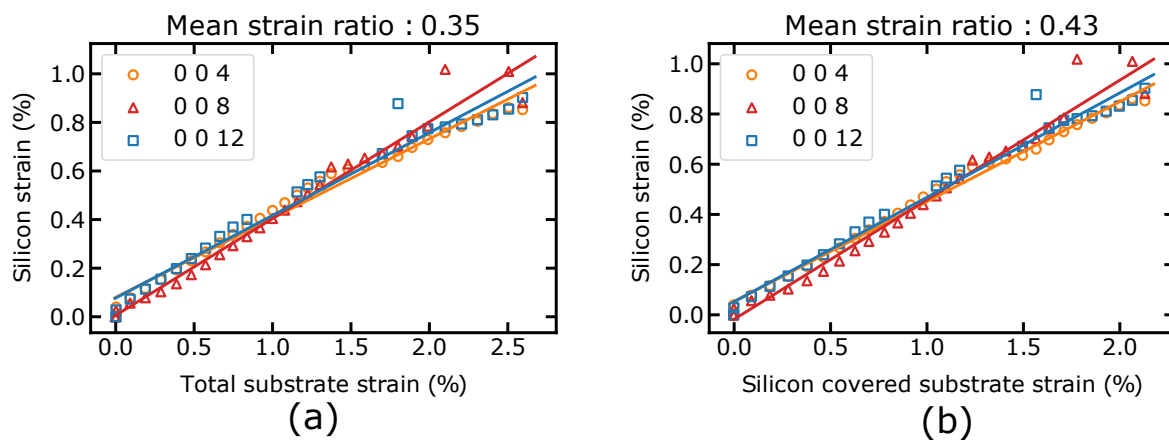 Mean strain ratio : 0.35
1.0
0.8
0.6
0.4
0.2
0.0
Silicon strain (%)
0 0 4
0 0 8
0 0 12
0.0 0.5 1.0 1.5 2.0 2.5
Total substrate strain (%)
(a)
Mean strain ratio : 0.43
1.0
0.8
0.6
0.4
0.2
0.0
Silicon strain (%)
0 0 4
0 0 8
0 0 12
0.0 0.5 1.0 1.5 2.0
Silicon covered substrate strain (%)
(b)